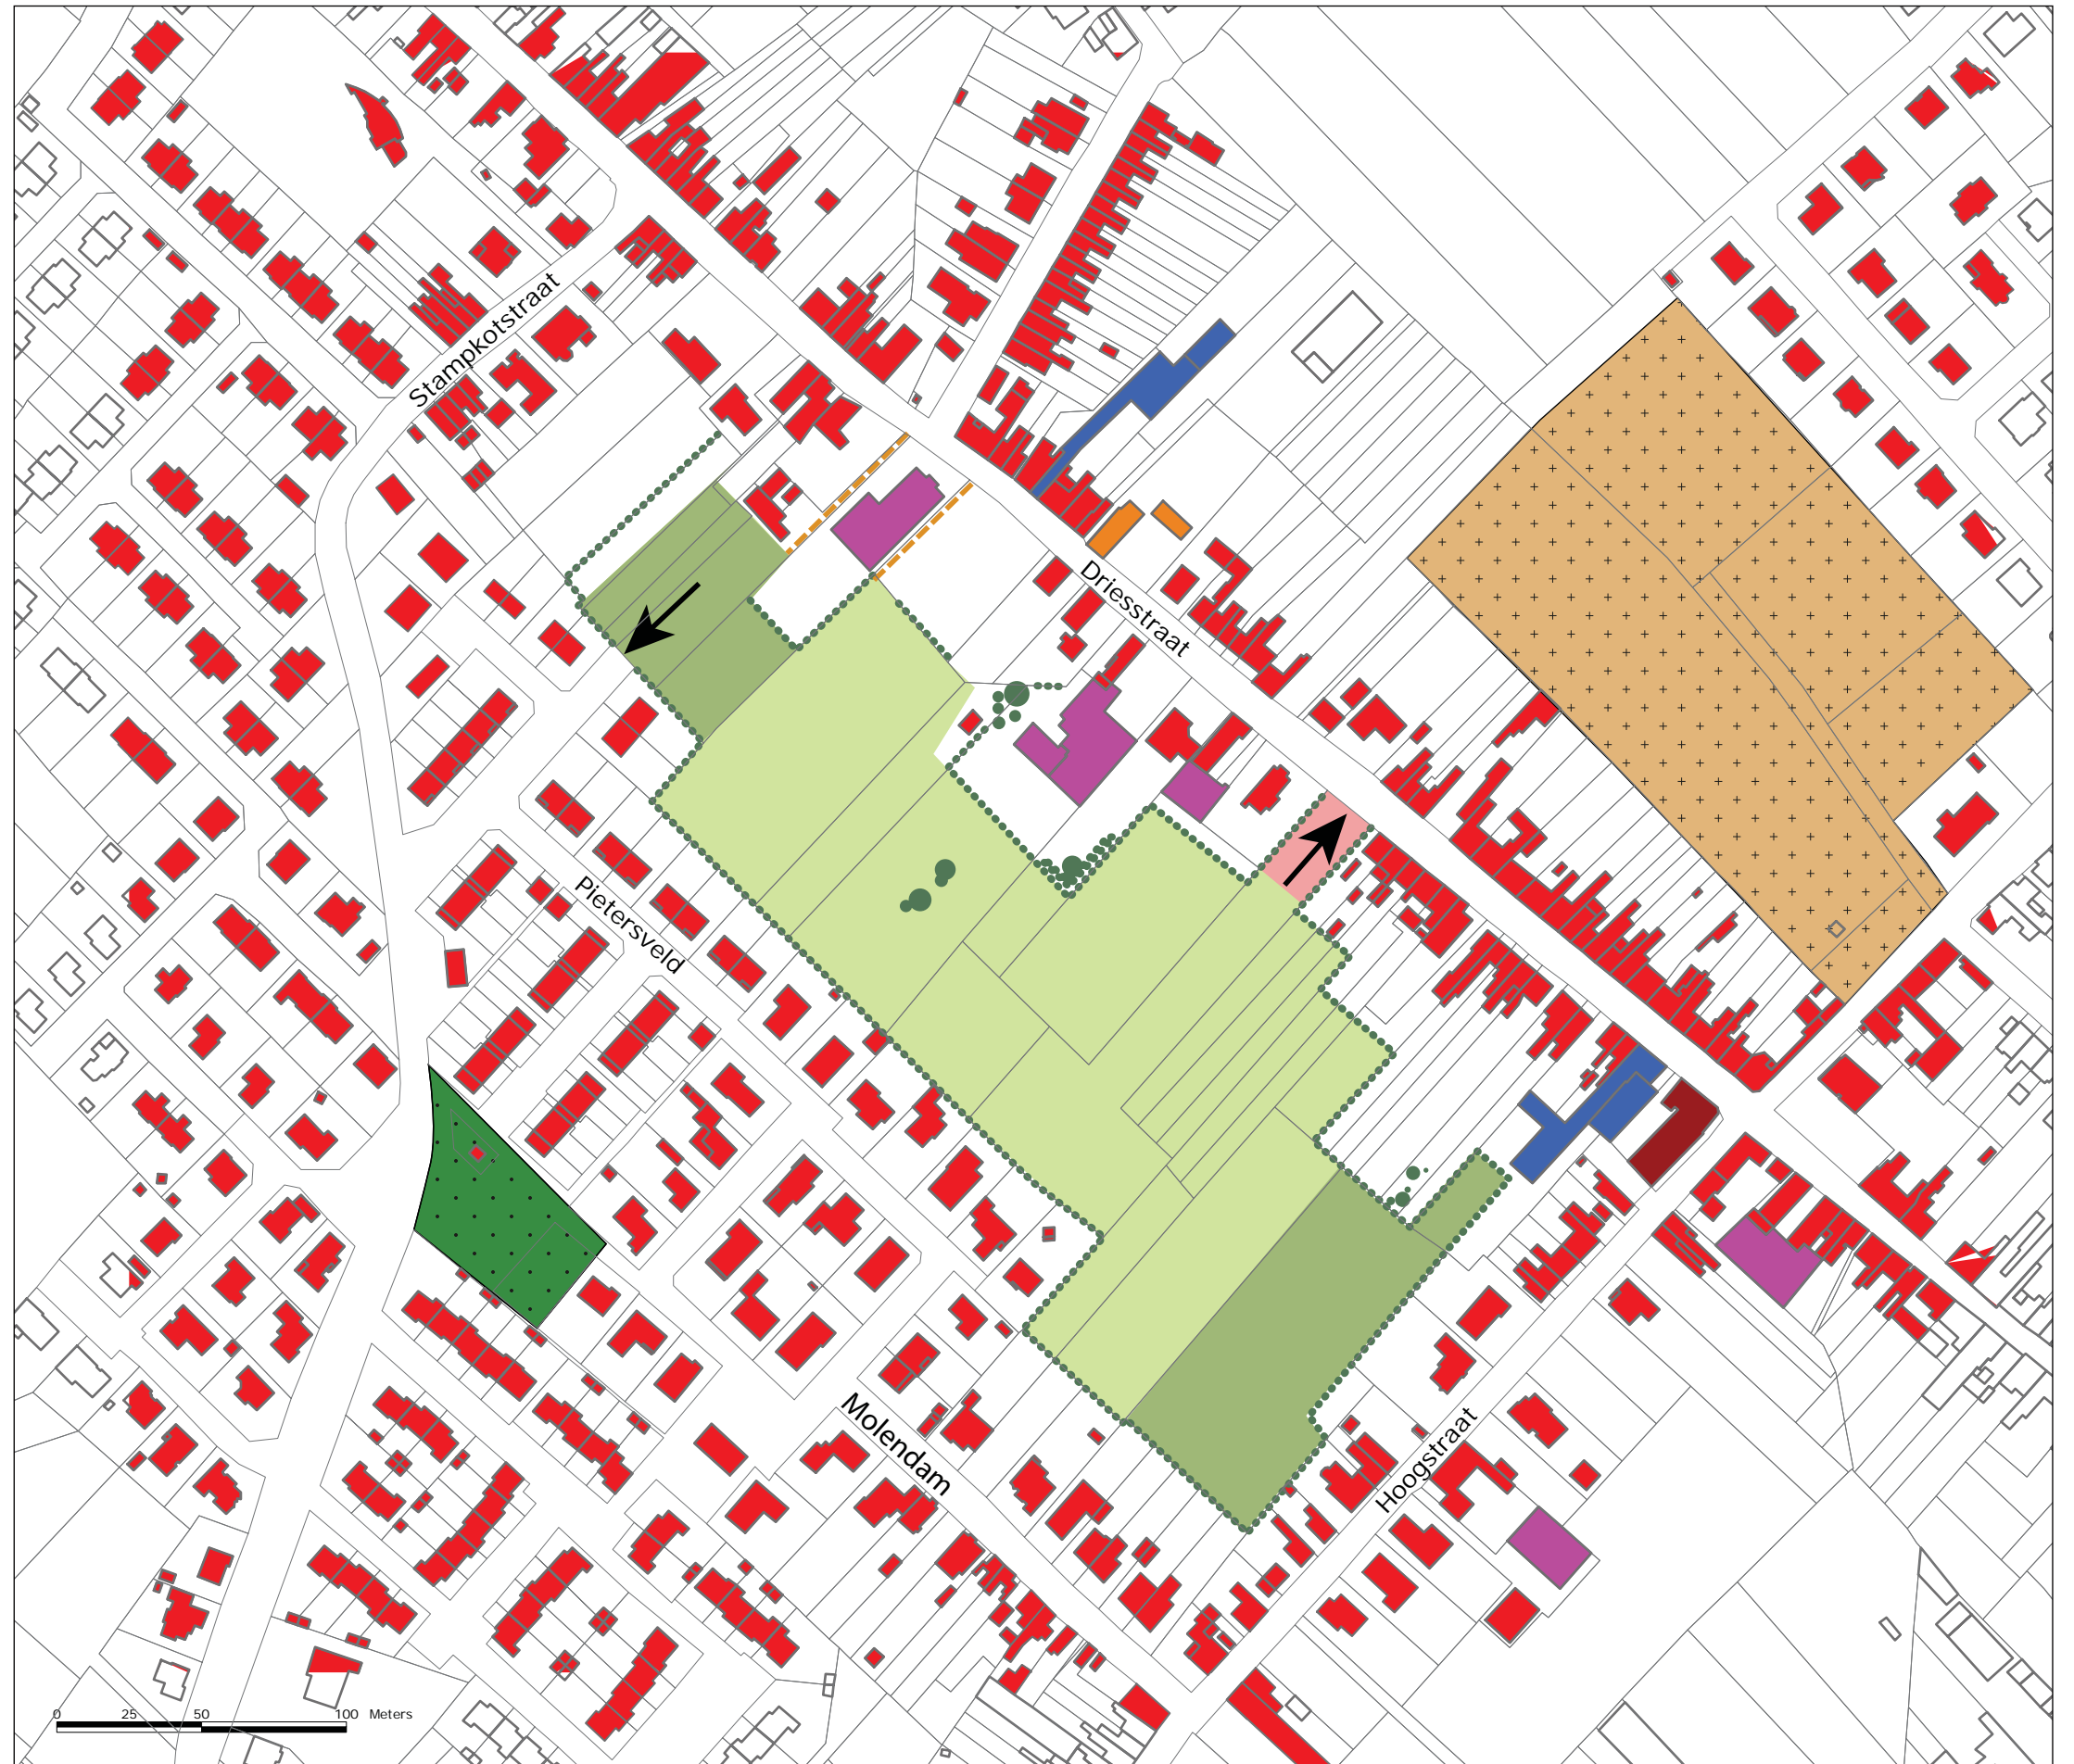 Stampkotstraat
Driesstraat
Pietersveld
Molendam
Hoogstraat
0 25 50 100 Meters